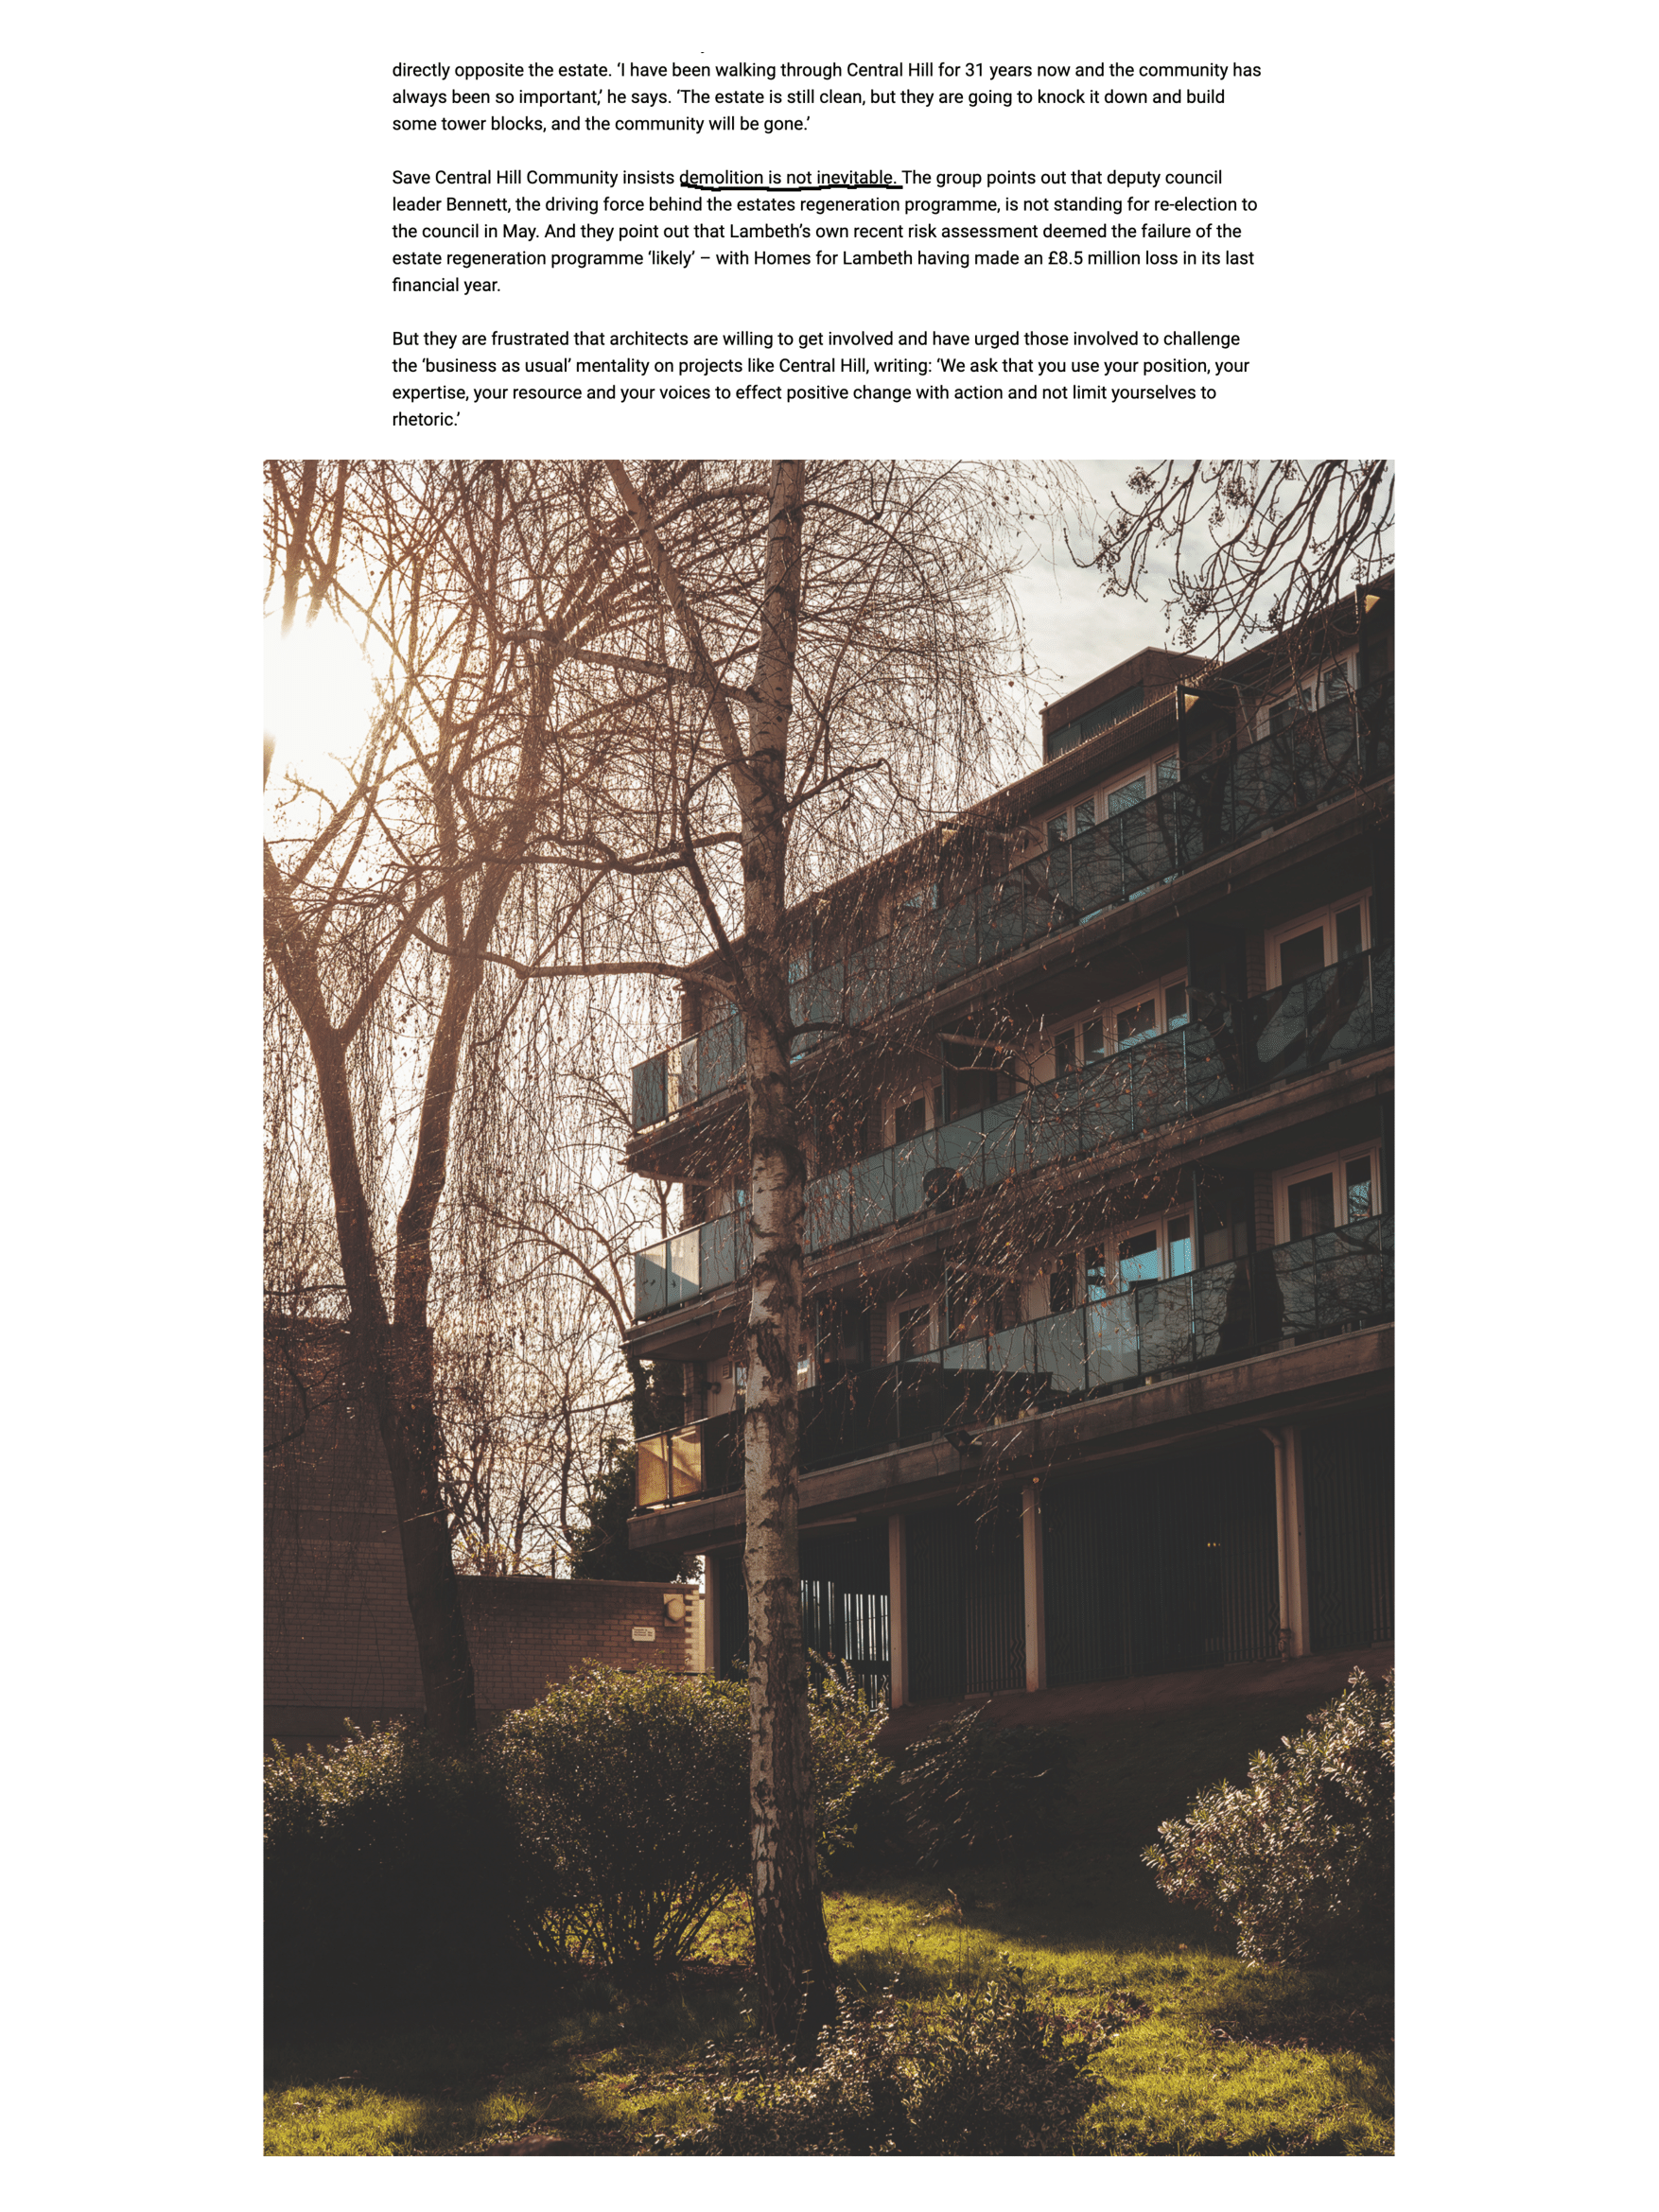 directly opposite the estate. ‘I have been walking through Central Hill for 31 years now and the community has
always been so important,’ he says. ‘The estate is still clean, but they are going to knock it down and build
some tower blocks, and the community will be gone.’
Save Central Hill Community insists demolition is not inevitable. The group points out that deputy council
leader Bennett, the driving force behind the estates regeneration programme, is not standing for re-election to
the council in May. And they point out that Lambeth’s own recent risk assessment deemed the failure of the
estate regeneration programme ‘likely’ – with Homes for Lambeth having made an £8.5 million loss in its last
financial year.
But they are frustrated that architects are willing to get involved and have urged those involved to challenge
the ‘business as usual’ mentality on projects like Central Hill, writing: ‘We ask that you use your position, your
expertise, your resource and your voices to effect positive change with action and not limit yourselves to
rhetoric.’